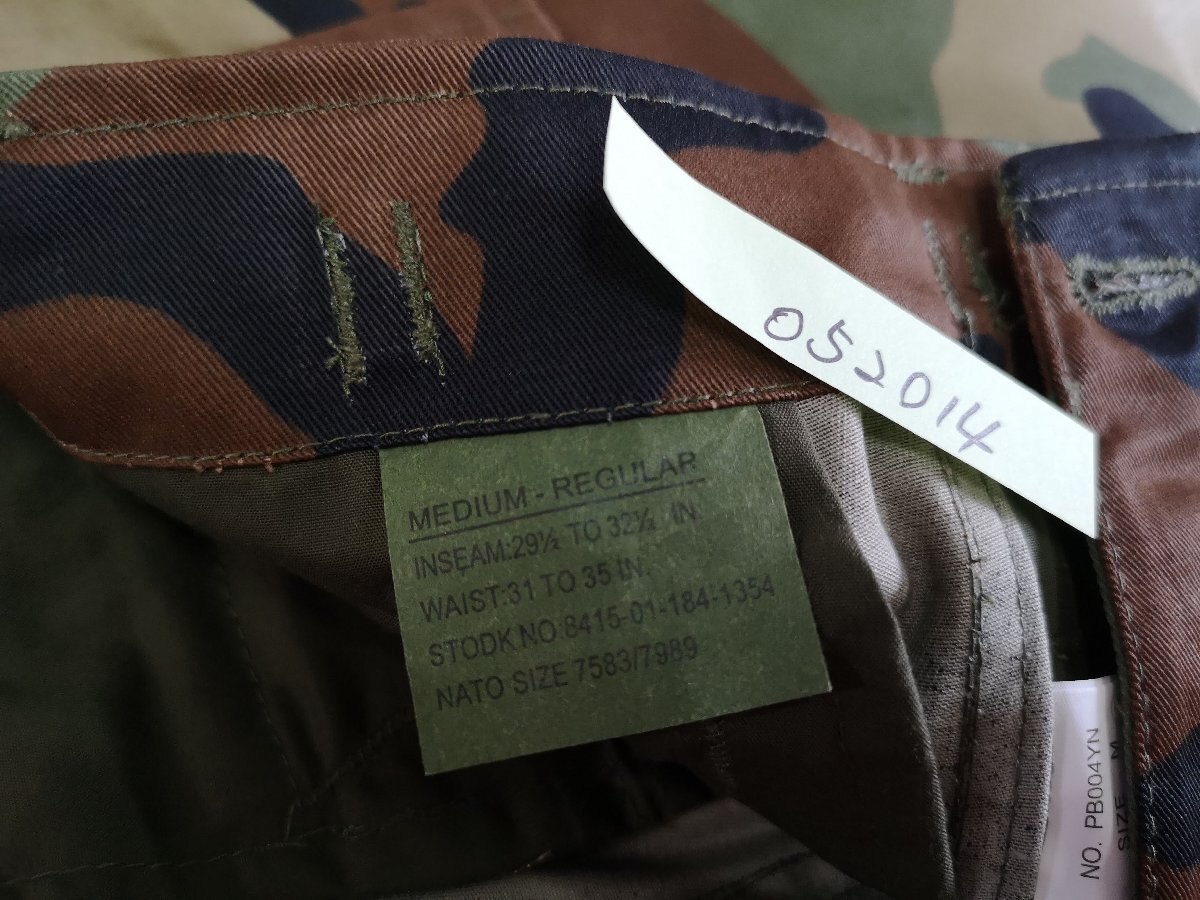 052014
MEDIUM - REGULAR
INSEAM:29½ TO 32½ IN.
WAIST:31 TO 35 IN.
STODK NO.8415-01-184-1354
NATO SIZE 7583/7989
NO. PB004YN
SIZE M